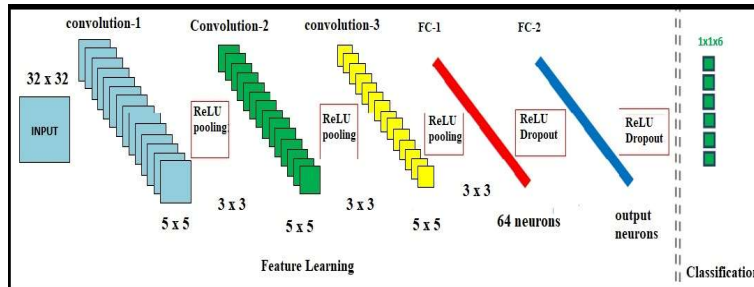 convolution-1
Convolution-2
convolution-3
FC-1
FC-2
1x1x6
32 x 32
INPUT
ReLU
pooling
ReLU
pooling
ReLU
pooling
ReLU
Dropout
ReLU
Dropout
5 x 5
3 x 3
5 x 5
3 x 3
5 x 5
3 x 3
64 neurons
output
neurons
Feature Learning
Classification